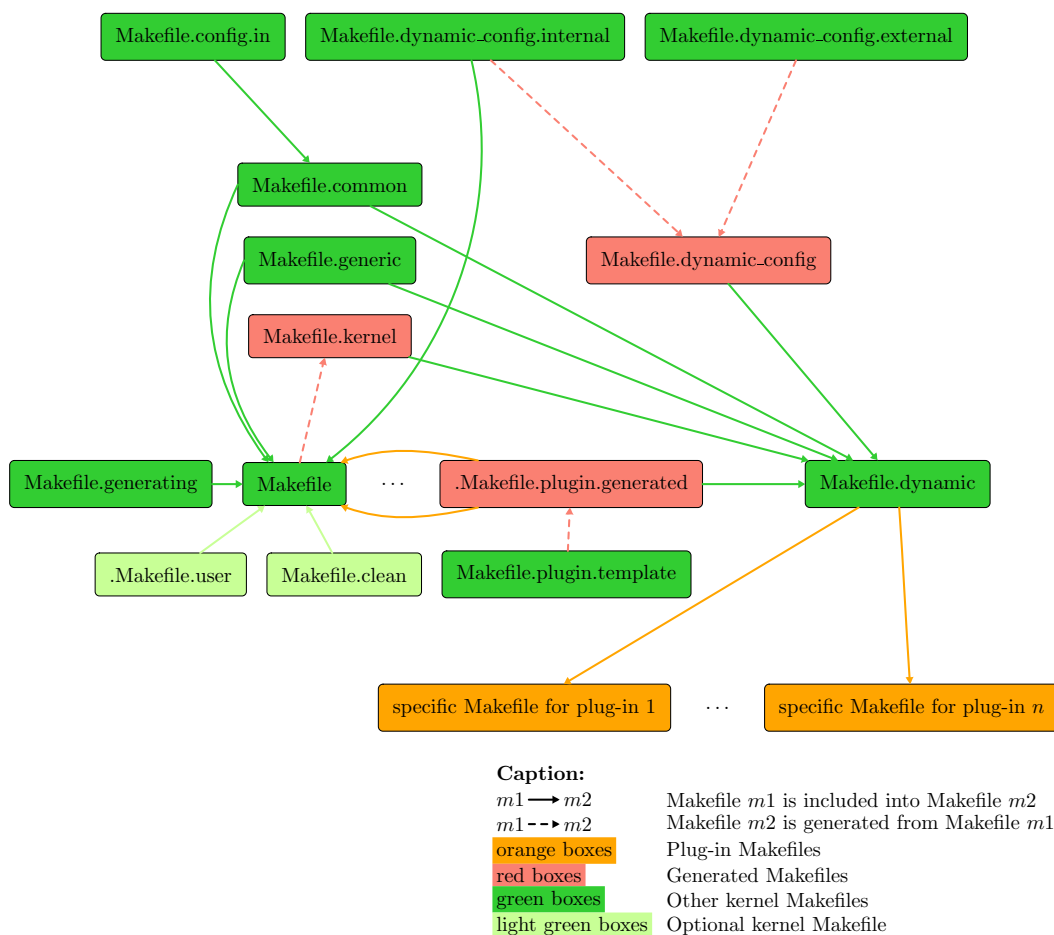 Makefile.config.in
Makefile.dynamic_config.internal
Makefile.dynamic_config.external
Makefile.common
Makefile.generic
Makefile.dynamic_config
Makefile.kernel
Makefile.generating
Makefile
...
.Makefile.plugin.generated
Makefile.dynamic
.Makefile.user
Makefile.clean
Makefile.plugin.template
specific Makefile for plug-in 1
...
specific Makefile for plug-in n
Caption:
m1 m2 Makefile m1 is included into Makefile m2
m1 m2 Makefile m2 is generated from Makefile m1
orange boxes Plug-in Makefiles
red boxes Generated Makefiles
green boxes Other kernel Makefiles
light green boxes Optional kernel Makefile